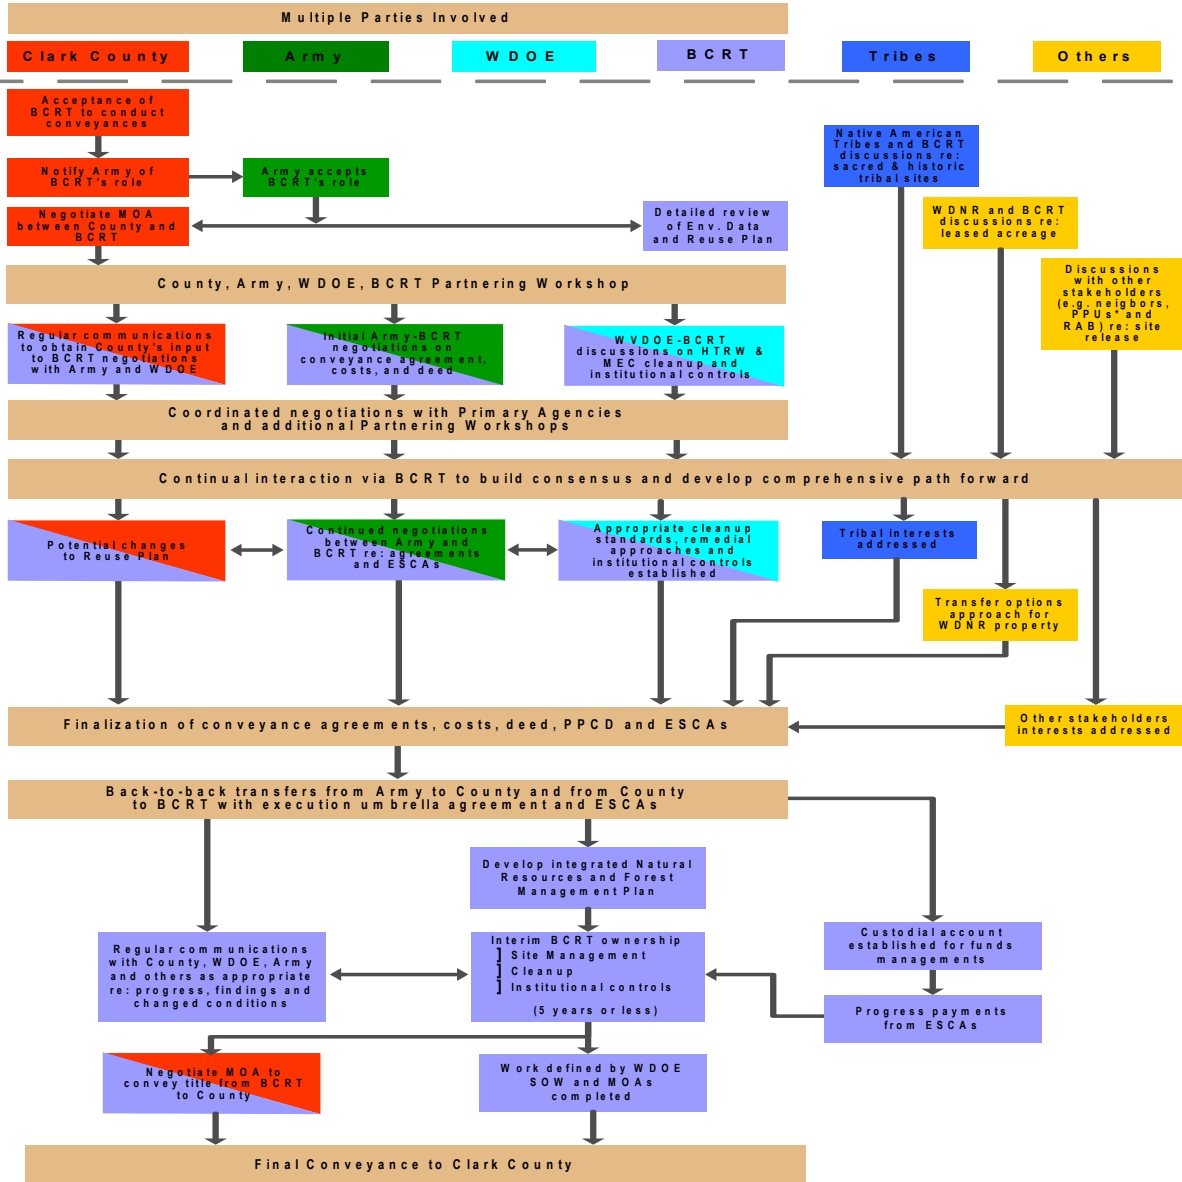 Multiple Parties Involved
Clark County
Army
WDOE
BCRT
Tribes
Others
Acceptance of
BCRT to conduct
conveyances
Notify Army of
BCRT's role
Army accepts
BCRT's role
Negotiate MOA
between County and
BCRT
Detailed review
of Env. Data
and Reuse Plan
Native American
Tribes and BCRT
discussions re:
sacred & historic
tribal sites
WDNR and BCRT
discussions re:
leased acreage
Discussions
with other
stakeholders
(e.g. neigbors,
PPUs* and
RAB) re: site
release
County, Army, WDOE, BCRT Partnering Workshop
Regular communications
to obtain County's input
to BCRT negotiations
with Army and WDOE
Initial Army-BCRT
negotiations on
conveyance agreement,
costs, and deed
WVDOE-BCRT
discussions on HTRW &
MEC cleanup and
institutional controls
Coordinated negotiations with Primary Agencies
and additional Partnering Workshops
Continual interaction via BCRT to build consensus and develop comprehensive path forward
Potential changes
to Reuse Plan
Continued negotiations
between Army and
BCRT re: agreements
and ESCAs
Appropriate cleanup
standards, remedial
approaches and
institutional controls
established
Tribal interests
addressed
Transfer options
approach for
WDNR property
Finalization of conveyance agreements, costs, deed, PPCD and ESCAs
Other stakeholders
interests addressed
Back-to-back transfers from Army to County and from County
to BCRT with execution umbrella agreement and ESCAs
Develop integrated Natural
Resources and Forest
Management Plan
Regular communications
with County, WDOE, Army
and others as appropriate
re: progress, findings and
changed conditions
Interim BCRT ownership
] Site Management
] Cleanup
] Institutional controls
(5 years or less)
Custodial account
established for funds
managements
Progress payments
from ESCAs
Negotiate MOA to
convey title from BCRT
to County
Work defined by WDOE
SOW and MOAs
completed
Final Conveyance to Clark County